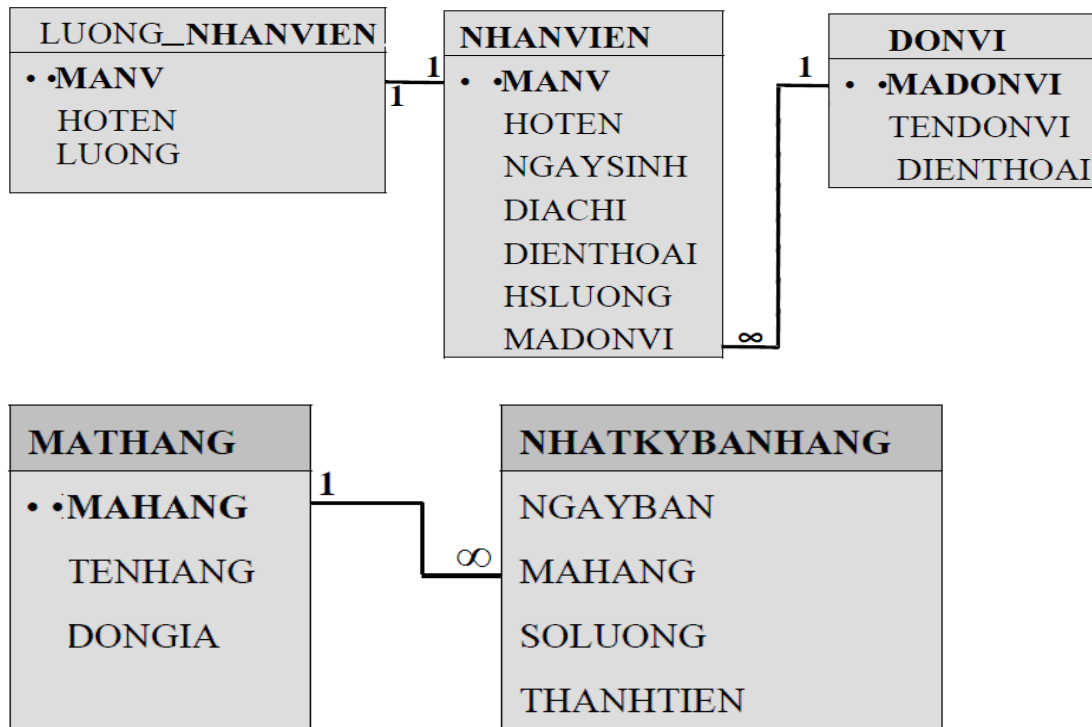 LUONG_NHANVIEN
• •MANV
HOTEN
LUONG
1
1
NHANVIEN
• •MANV
HOTEN
NGAYSINH
DIACHI
DIENTHOAI
HSLUONG
MADONVI
∞
1
DONVI
• •MADONVI
TENDONVI
DIENTHOAI
MATHANG
• •MAHANG
TENHANG
DONGIA
1
∞
NHATKYBANHANG
NGAYBAN
MAHANG
SOLUONG
THANHTIEN